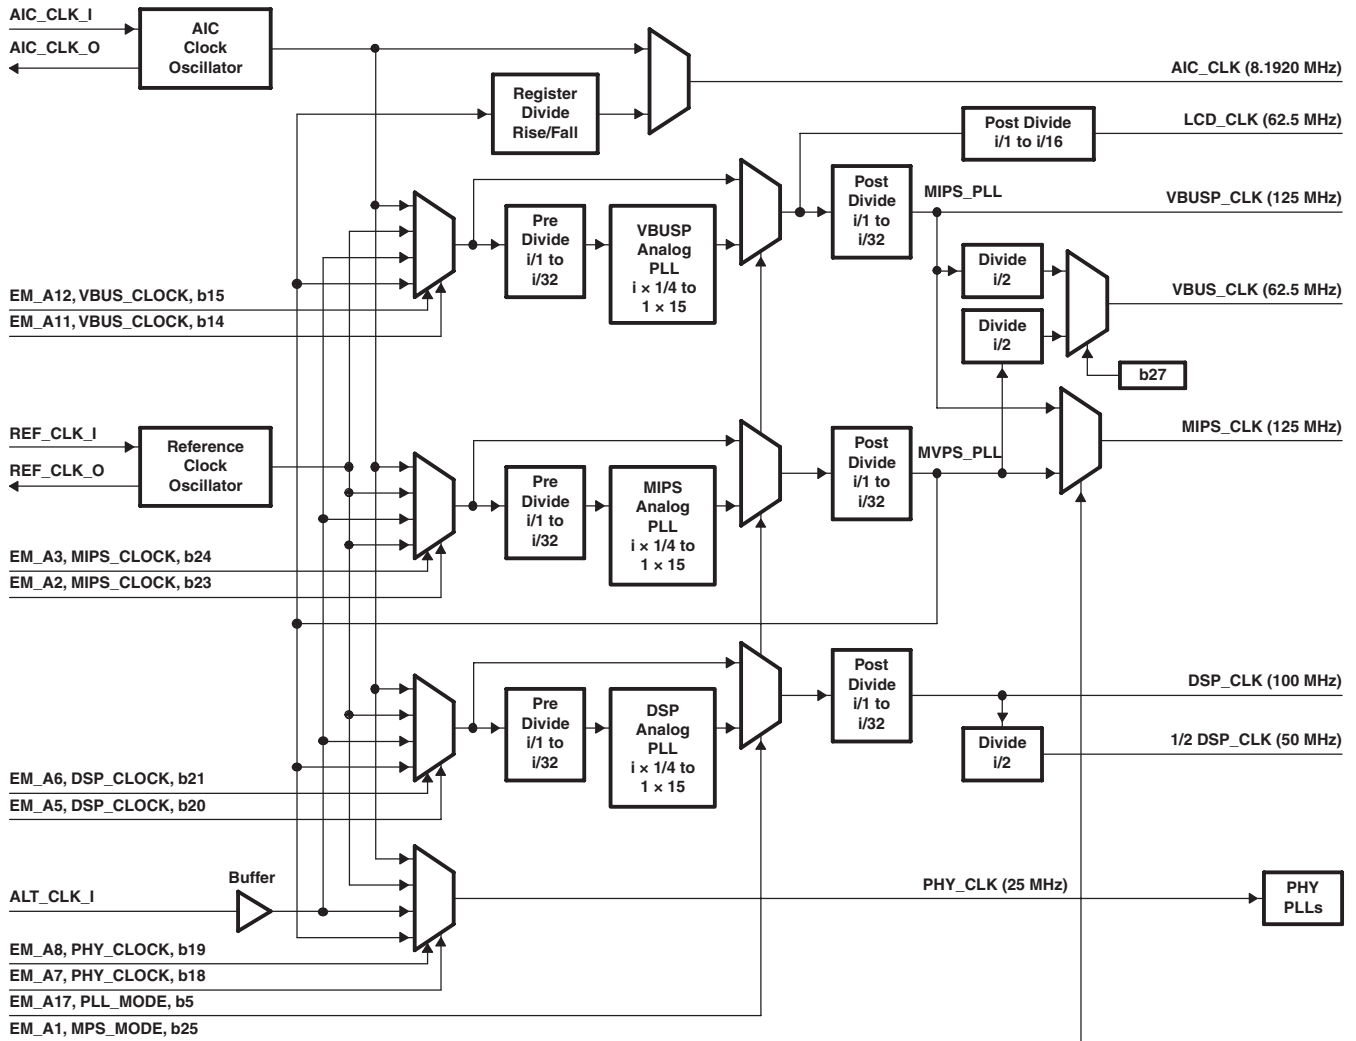 AIC_CLK_I
AIC_CLK_O
AIC
Clock
Oscillator
AIC_CLK (8.1920 MHz)
Register
Divide
Rise/Fall
Post Divide
i/1 to i/16
LCD_CLK (62.5 MHz)
Pre
Divide
i/1 to
i/32
VBUSP
Analog
PLL
i × 1/4 to
1 × 15
Post
Divide
i/1 to
i/32
MIPS_PLL
VBUSP_CLK (125 MHz)
Divide
i/2
VBUS_CLK (62.5 MHz)
Divide
i/2
b27
EM_A12, VBUS_CLOCK, b15
EM_A11, VBUS_CLOCK, b14
REF_CLK_I
REF_CLK_O
Reference
Clock
Oscillator
Pre
Divide
i/1 to
i/32
MIPS
Analog
PLL
i × 1/4 to
1 × 15
Post
Divide
i/1 to
i/32
MVPS_PLL
MIPS_CLK (125 MHz)
EM_A3, MIPS_CLOCK, b24
EM_A2, MIPS_CLOCK, b23
Pre
Divide
i/1 to
i/32
DSP
Analog
PLL
i × 1/4 to
1 × 15
Post
Divide
i/1 to
i/32
DSP_CLK (100 MHz)
Divide
i/2
1/2 DSP_CLK (50 MHz)
EM_A6, DSP_CLOCK, b21
EM_A5, DSP_CLOCK, b20
Buffer
ALT_CLK_I
PHY_CLK (25 MHz)
PHY
PLLs
EM_A8, PHY_CLOCK, b19
EM_A7, PHY_CLOCK, b18
EM_A17, PLL_MODE, b5
EM_A1, MPS_MODE, b25